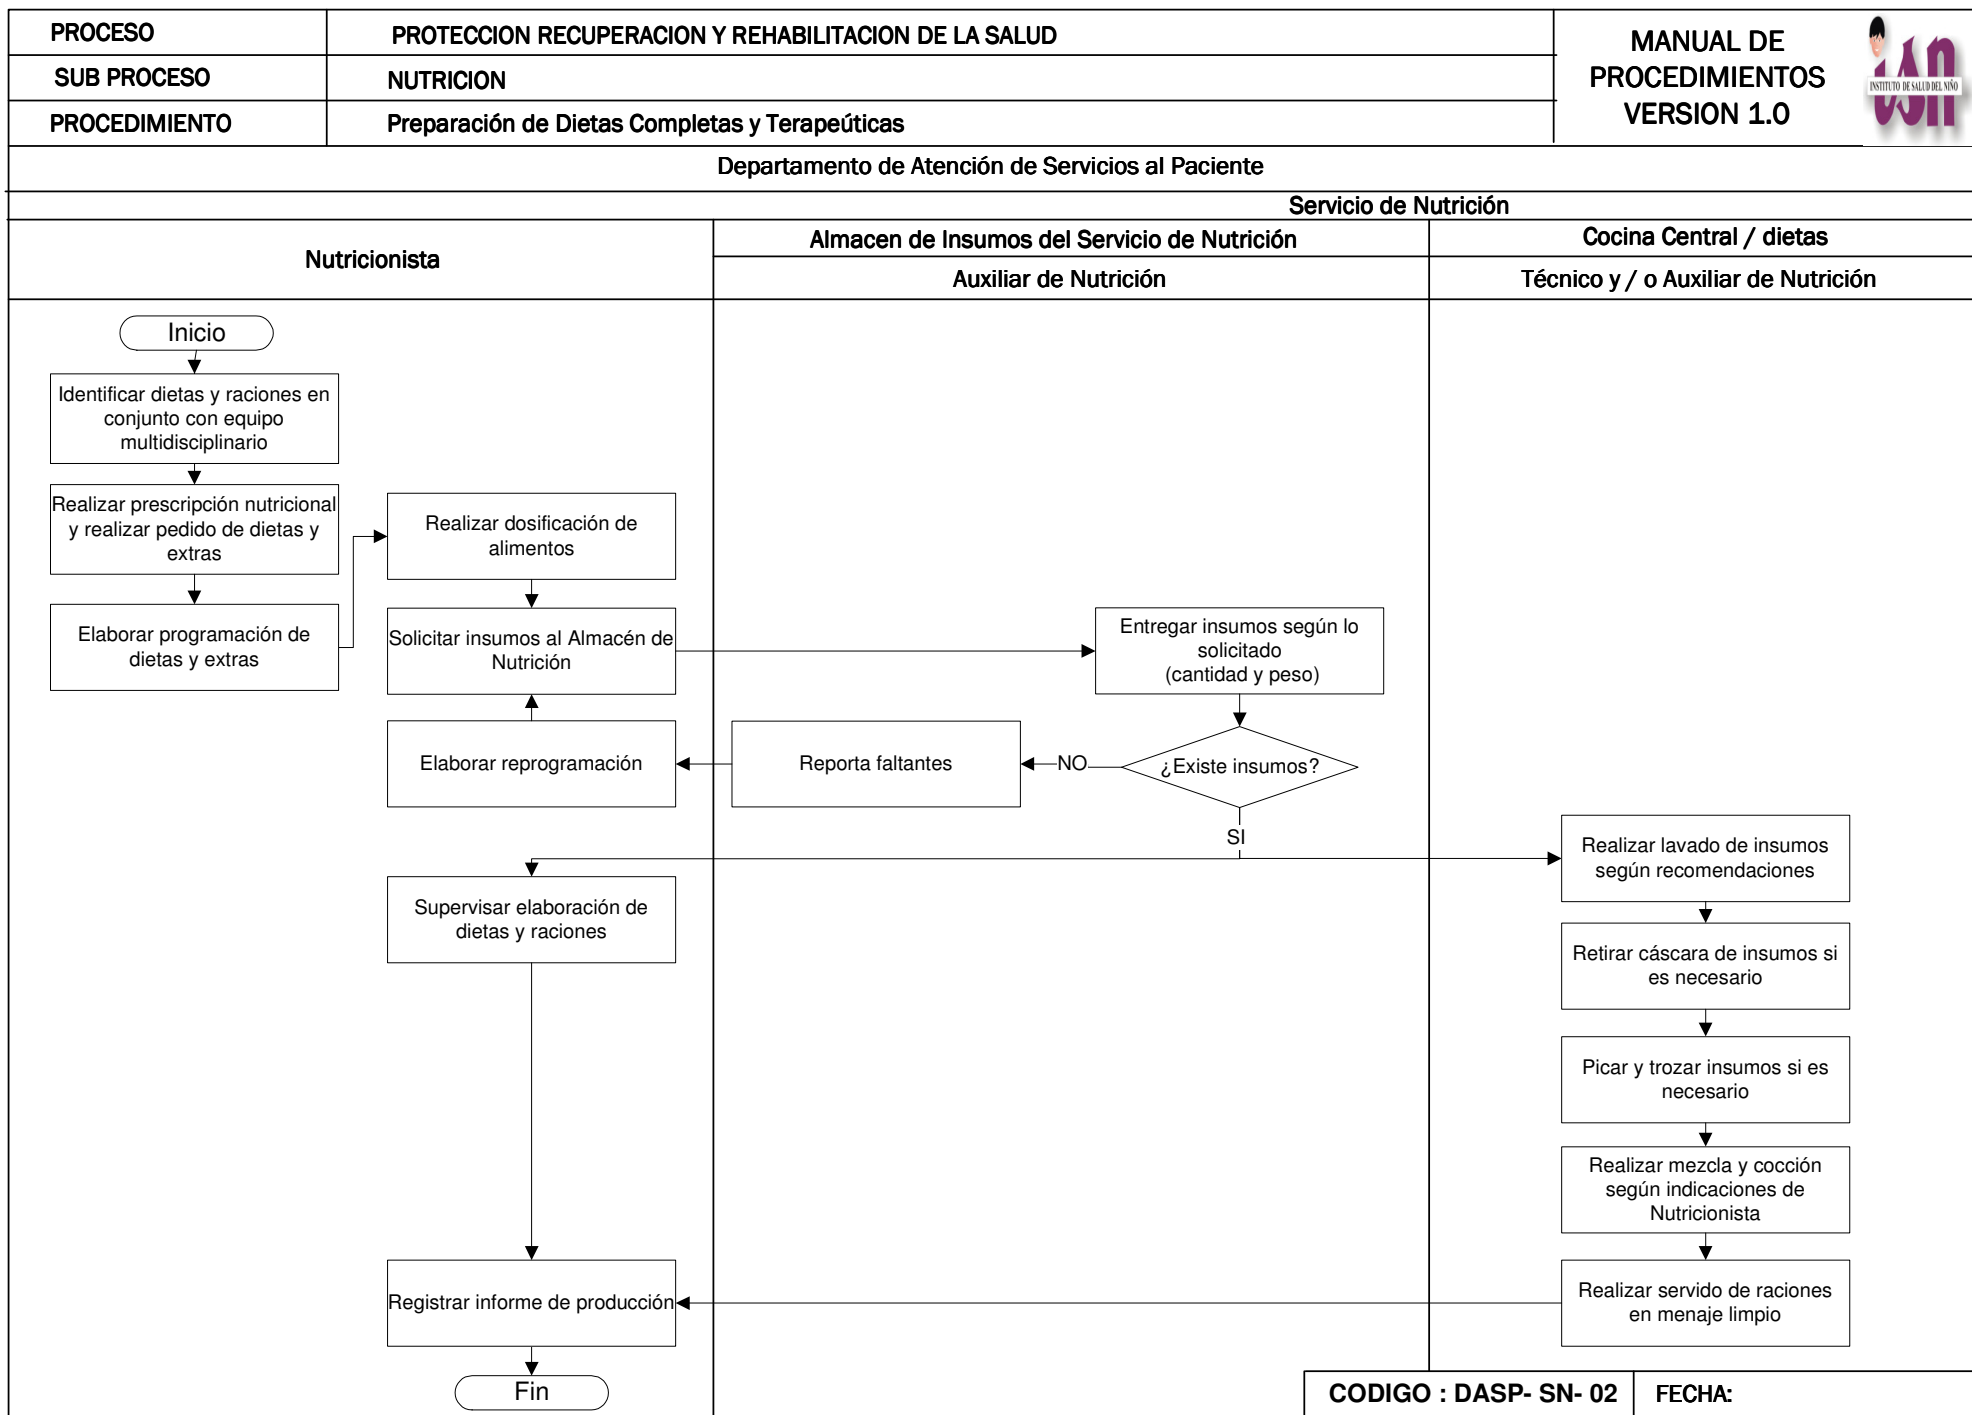 PROCESO
PROTECCION RECUPERACION Y REHABILITACION DE LA SALUD
SUB PROCESO
NUTRICION
PROCEDIMIENTO
Preparación de Dietas Completas y Terapeúticas
MANUAL DE
PROCEDIMIENTOS
VERSION 1.0
isn
INSTITUTO DE SALUD DEL NIÑO
Departamento de Atención de Servicios al Paciente
Servicio de Nutrición
Nutricionista
Almacen de Insumos del Servicio de Nutrición
Auxiliar de Nutrición
Cocina Central / dietas
Técnico y / o Auxiliar de Nutrición
Inicio
Identificar dietas y raciones en
conjunto con equipo
multidisciplinario
Realizar prescripción nutricional
y realizar pedido de dietas y
extras
Elaborar programación de
dietas y extras
Realizar dosificación de
alimentos
Solicitar insumos al Almacén de
Nutrición
Entregar insumos según lo
solicitado
(cantidad y peso)
¿Existe insumos?
NO
Reporta faltantes
Elaborar reprogramación
SI
Supervisar elaboración de
dietas y raciones
Realizar lavado de insumos
según recomendaciones
Retirar cáscara de insumos si
es necesario
Picar y trozar insumos si es
necesario
Realizar mezcla y cocción
según indicaciones de
Nutricionista
Realizar servido de raciones
en menaje limpio
Registrar informe de producción
Fin
CODIGO : DASP- SN- 02
FECHA: